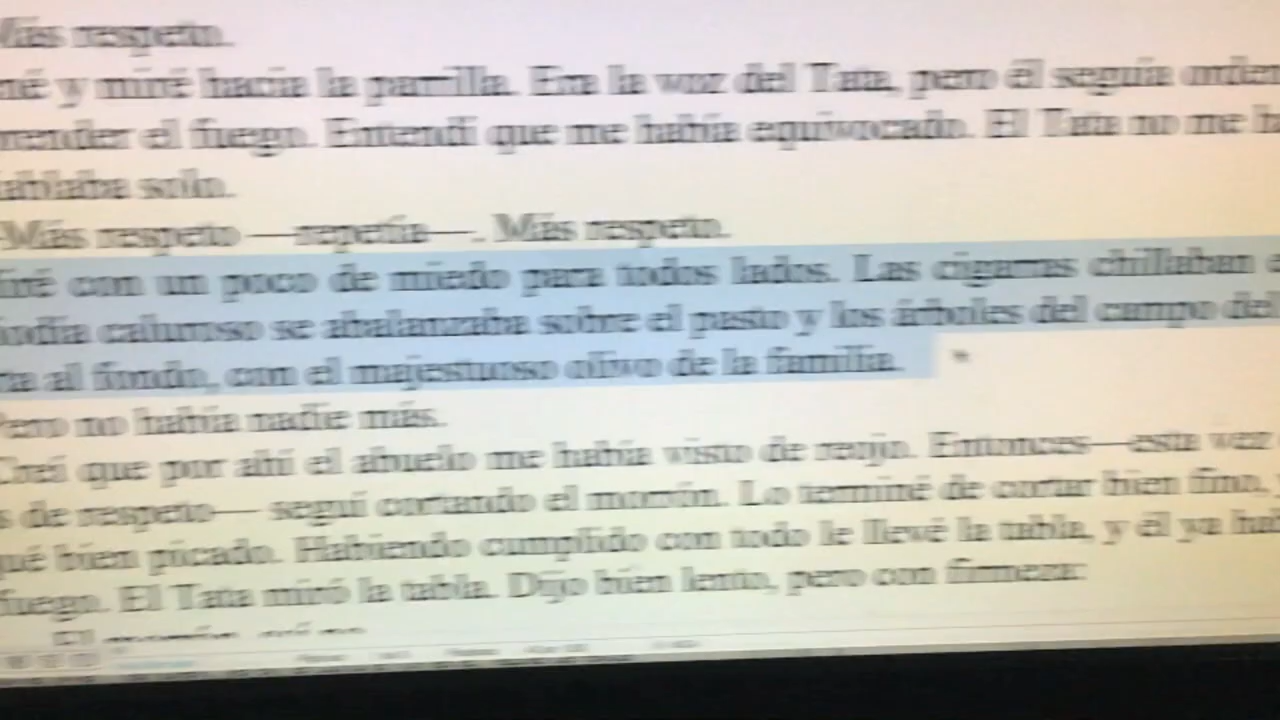 Más respeto.
né y miré hacia la parrilla. Era la voz del Tata, pero él seguía orden
render el fuego. Entendí que me había equivocado. El Tata no me h
ablaba solo.
Más respeto —repetía—. Más respeto.
iré con un poco de miedo para todos lados. Las cigarras chillaban e
iodía caluroso se abalanzaba sobre el pasto y los árboles del campo del
ta al fondo, con el majestuoso olivo de la familia.
Pero no había nadie más.
Creí que por ahí el abuelo me había visto de reojo. Entonces—esta vez
s de respeto— seguí cortando el morrón. Lo terminé de cortar bien fino,
qué bien picado. Habiendo cumplido con todo le llevé la tabla, y él ya hab
fuego. El Tata miró la tabla. Dijo bien lento, pero con firmeza: